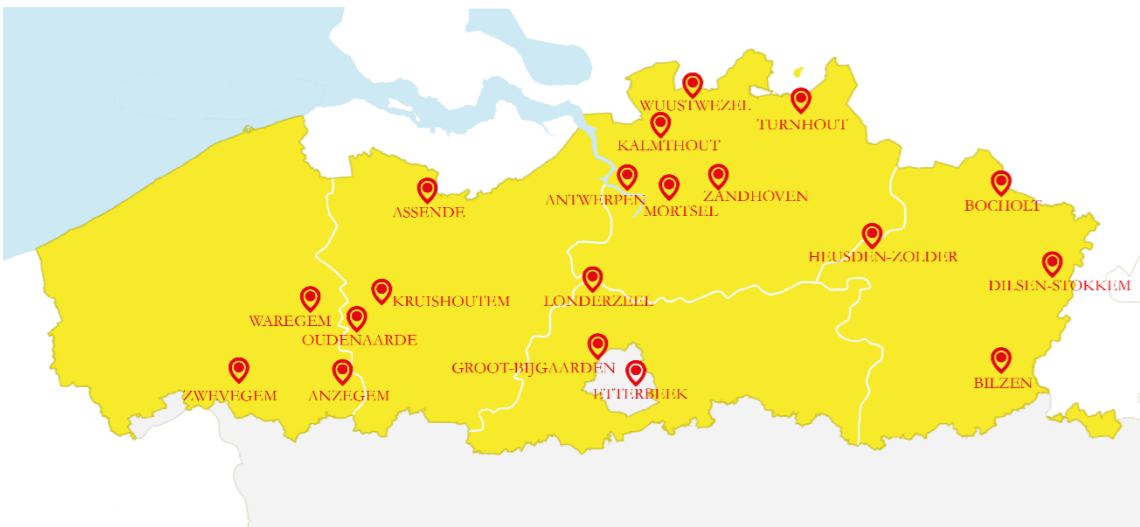 WUUSTWEZEL
TURNHOUT
KALMTHOUT
ANTWERPEN
ZANDHOVEN
MORTSEL
BOCHOLT
ASSENDE
HEUSDEN-ZOLDER
DILSEN-STOKKEM
KRUISHOUTEM
LONDERZEEL
WAREGEM
OUDENAARDE
GROOT-BIJGAARDEN
BILZEN
ZWEVEGEM
ANZEGEM
ETTERBEEK